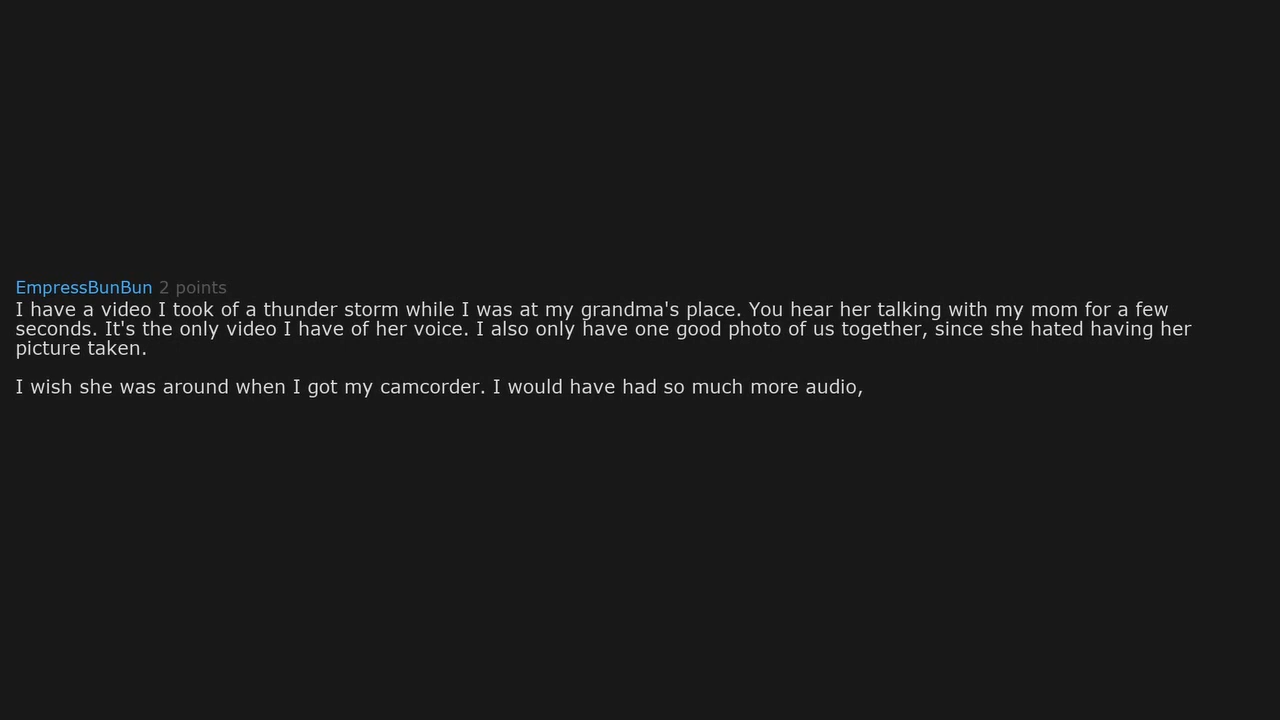 EmpressBunBun 2 points
I have a video I took of a thunder storm while I was at my grandma's place. You hear her talking with my mom for a few
seconds. It's the only video I have of her voice. I also only have one good photo of us together, since she hated having her
picture taken.
I wish she was around when I got my camcorder. I would have had so much more audio,